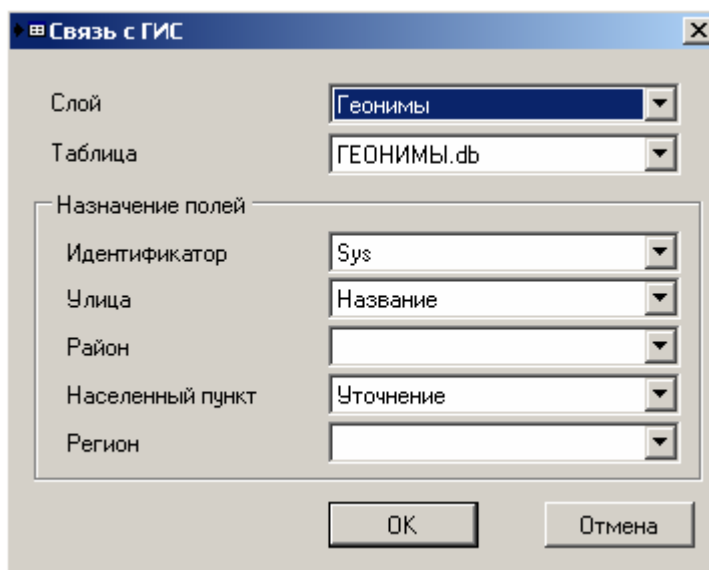 Связь с ГИС
Слой Геонимы
Таблица ГЕОНИМЫ.db
Назначение полей
Идентификатор Sys
Улица Название
Район
Населенный пункт Уточнение
Регион
OK Отмена